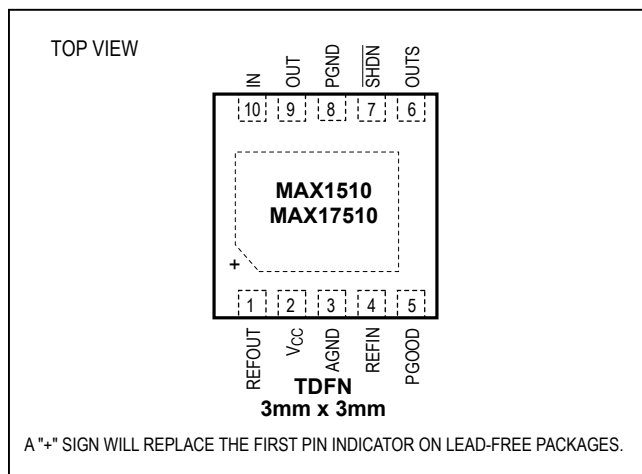 TOP VIEW
IN
OUT
PGND
SHDN
OUTS
10 9 8 7 6
MAX1510
MAX17510
+
1 2 3 4 5
REFOUT
VCC
AGND
REFIN
PGOOD
TDFN
3mm x 3mm
A "+" SIGN WILL REPLACE THE FIRST PIN INDICATOR ON LEAD-FREE PACKAGES.